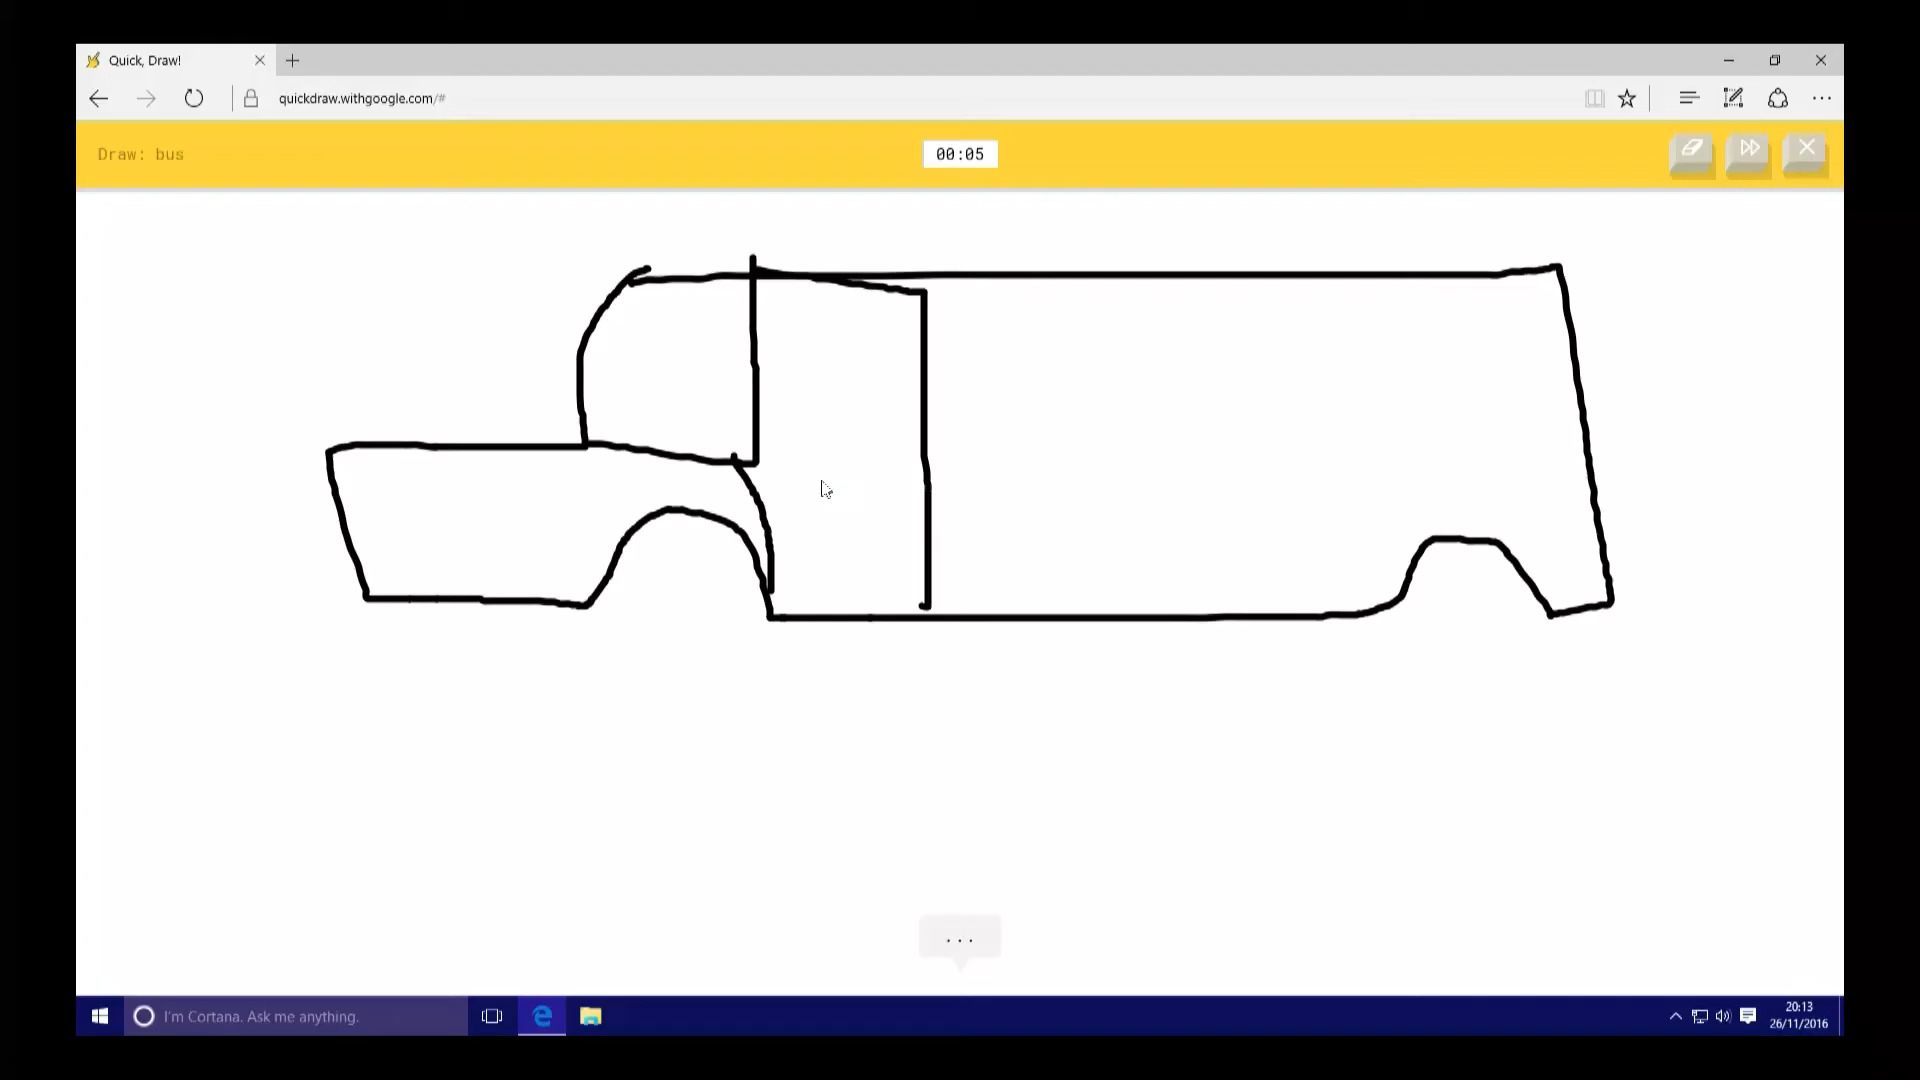 Quick, Draw!
quickdraw.withgoogle.com/#
Draw: bus
00:05
...
I'm Cortana. Ask me anything.
20:13
26/11/2016